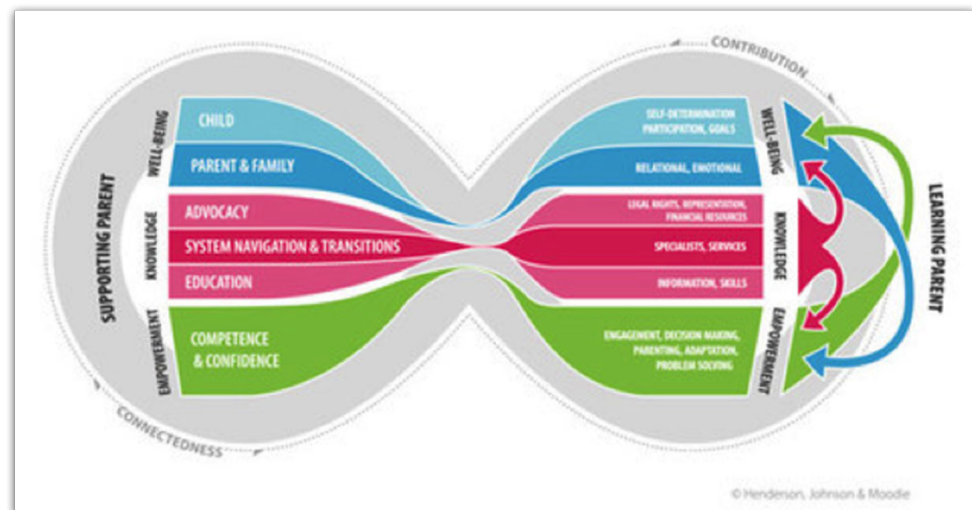 CONTRIBUTION
SUPPORTING PARENT
WELL-BEING
CHILD
PARENT & FAMILY
KNOWLEDGE
ADVOCACY
SYSTEM NAVIGATION & TRANSITIONS
EDUCATION
EMPOWERMENT
COMPETENCE
& CONFIDENCE
SELF-DETERMINATION
PARTICIPATION, GOALS
RELATIONAL, EMOTIONAL
WELL-BEING
LEGAL RIGHTS, REPRESENTATION,
FINANCIAL RESOURCES
SPECIALISTS, SERVICES
INFORMATION, SKILLS
KNOWLEDGE
ENGAGEMENT, DECISION MAKING,
PARENTING, ADAPTATION,
PROBLEM SOLVING
EMPOWERMENT
LEARNING PARENT
CONNECTEDNESS
© Henderson, Johnson & Moodie